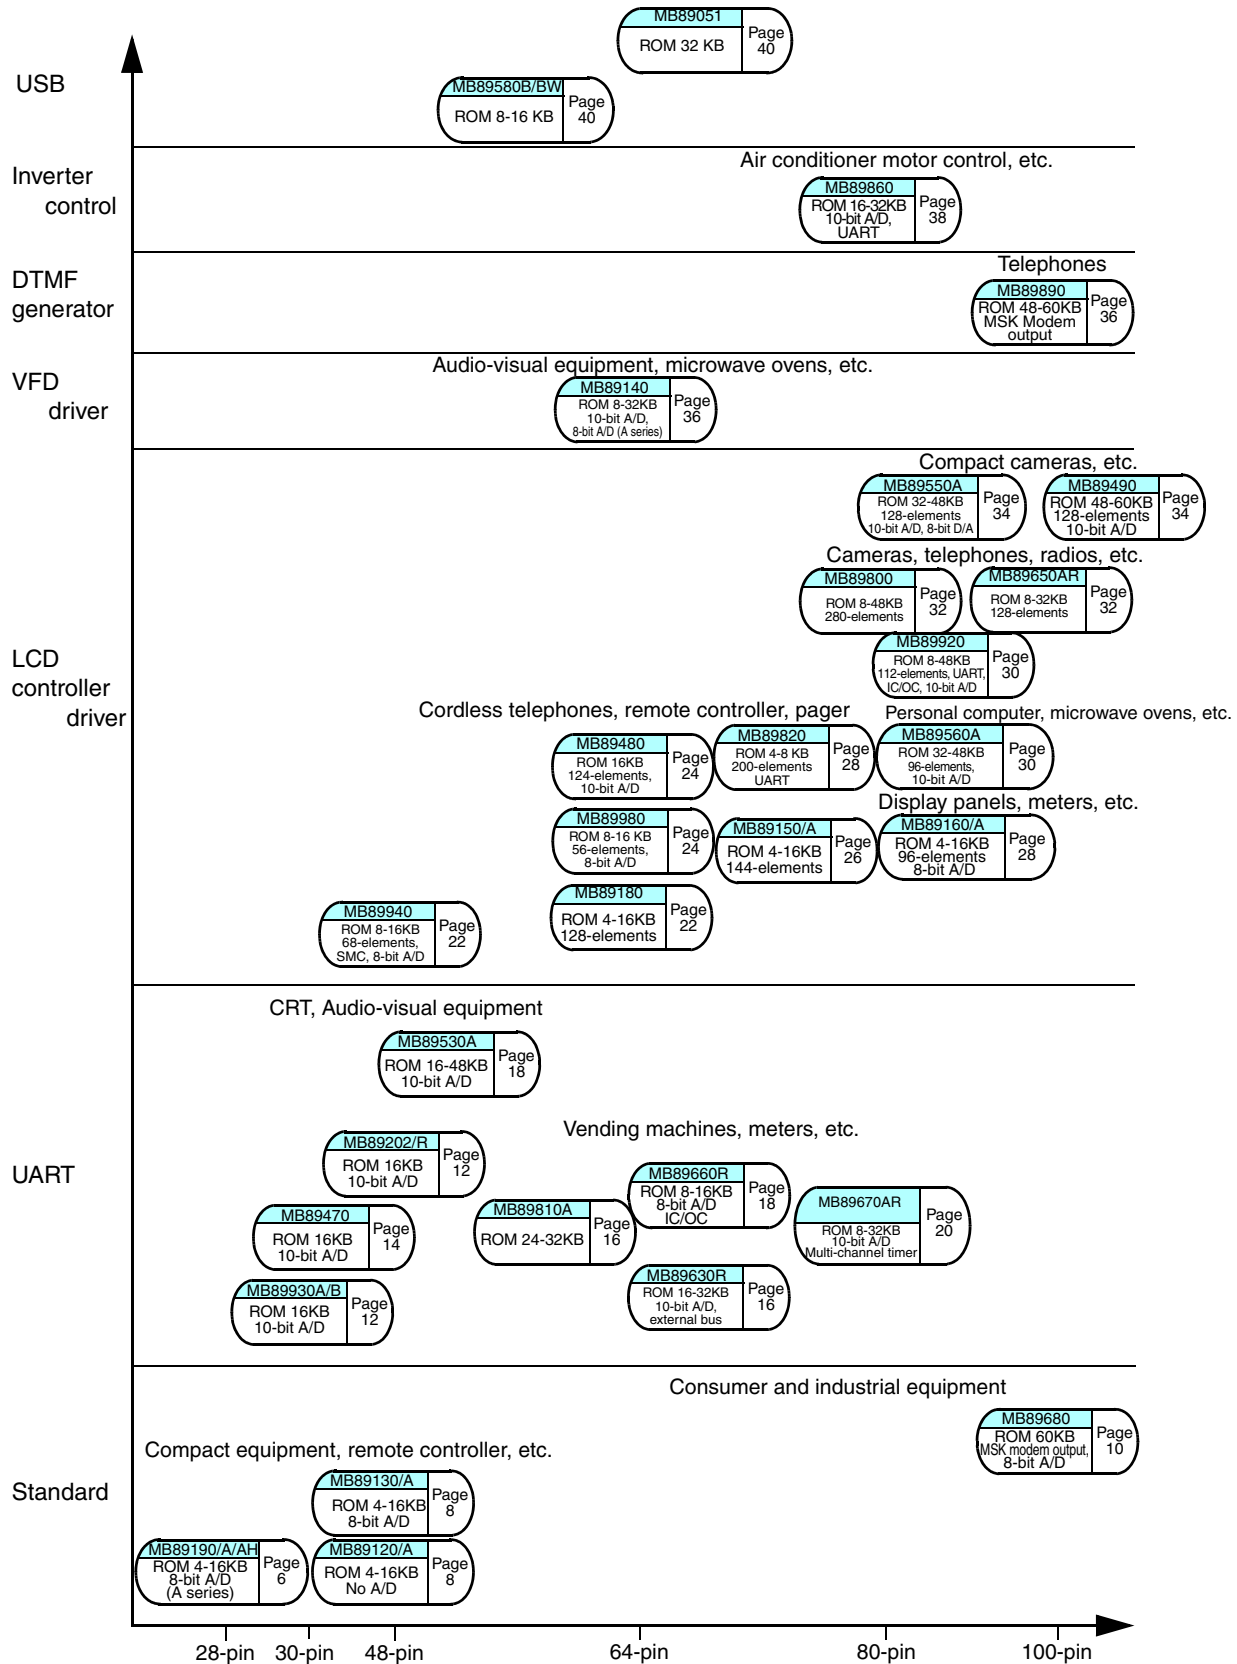 USB
MB89051
ROM 32 KB
Page
40
MB89580B/BW
ROM 8-16 KB
Page
40
Inverter
control
Air conditioner motor control, etc.
MB89860
ROM 16-32KB
10-bit A/D,
UART
Page
38
DTMF
generator
Telephones
MB89890
ROM 48-60KB
MSK Modem
output
Page
36
VFD
driver
Audio-visual equipment, microwave ovens, etc.
MB89140
ROM 8-32KB
10-bit A/D,
8-bit A/D (A series)
Page
36
LCD
controller
driver
Compact cameras, etc.
MB89550A
ROM 32-48KB
128-elements
10-bit A/D, 8-bit D/A
Page
34
MB89490
ROM 48-60KB
128-elements
10-bit A/D
Page
34
Cameras, telephones, radios, etc.
MB89800
ROM 8-48KB
280-elements
Page
32
MB89650AR
ROM 8-32KB
128-elements
Page
32
MB89920
ROM 8-48KB
112-elements, UART,
IC/OC, 10-bit A/D
Page
30
Cordless telephones, remote controller, pager
MB89480
ROM 16KB
124-elements,
10-bit A/D
Page
24
MB89820
ROM 4-8 KB
200-elements
UART
Page
28
Personal computer, microwave ovens, etc.
MB89560A
ROM 32-48KB
96-elements,
10-bit A/D
Page
30
Display panels, meters, etc.
MB89980
ROM 8-16 KB
56-elements,
8-bit A/D
Page
24
MB89150/A
ROM 4-16KB
144-elements
Page
26
MB89160/A
ROM 4-16KB
96-elements
8-bit A/D
Page
28
MB89180
ROM 4-16KB
128-elements
Page
22
MB89940
ROM 8-16KB
68-elements,
SMC, 8-bit A/D
Page
22
UART
CRT, Audio-visual equipment
MB89530A
ROM 16-48KB
10-bit A/D
Page
18
MB89202/R
ROM 16KB
10-bit A/D
Page
12
Vending machines, meters, etc.
MB89660R
ROM 8-16KB
8-bit A/D
IC/OC
Page
18
MB89670AR
ROM 8-32KB
10-bit A/D
Multi-channel timer
Page
20
MB89470
ROM 16KB
10-bit A/D
Page
14
MB89810A
ROM 24-32KB
Page
16
MB89930A/B
ROM 16KB
10-bit A/D
Page
12
MB89630R
ROM 16-32KB
10-bit A/D,
external bus
Page
16
Standard
Consumer and industrial equipment
MB89680
ROM 60KB
MSK modem output,
8-bit A/D
Page
10
Compact equipment, remote controller, etc.
MB89130/A
ROM 4-16KB
8-bit A/D
Page
8
MB89190/A/AH
ROM 4-16KB
8-bit A/D
(A series)
Page
6
MB89120/A
ROM 4-16KB
No A/D
Page
8
28-pin 30-pin 48-pin 64-pin 80-pin 100-pin